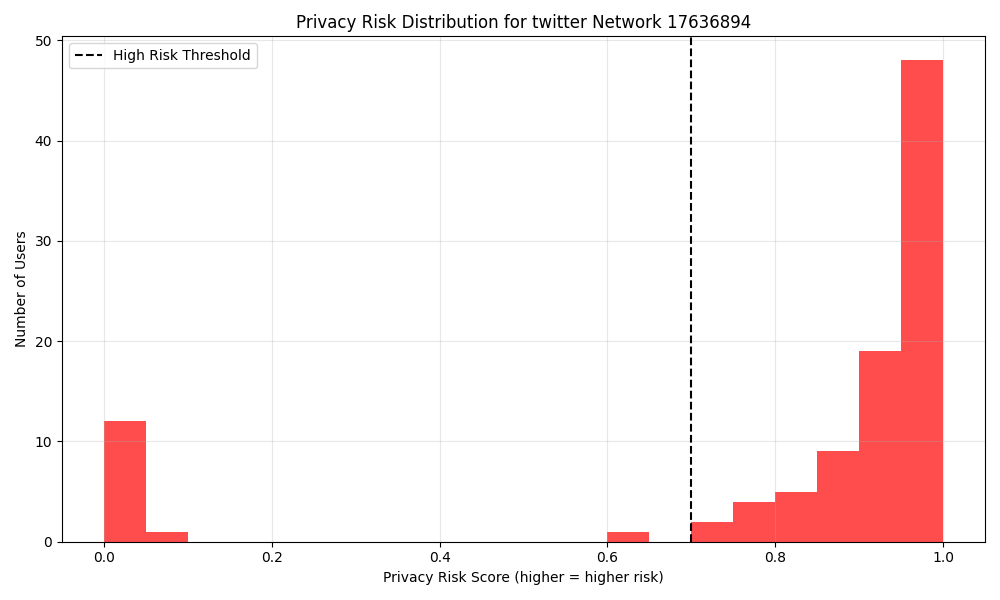 Privacy Risk Distribution for twitter Network 17636894
High Risk Threshold
Number of Users
50
40
30
20
10
0
0.0 0.2 0.4 0.6 0.8 1.0
Privacy Risk Score (higher = higher risk)